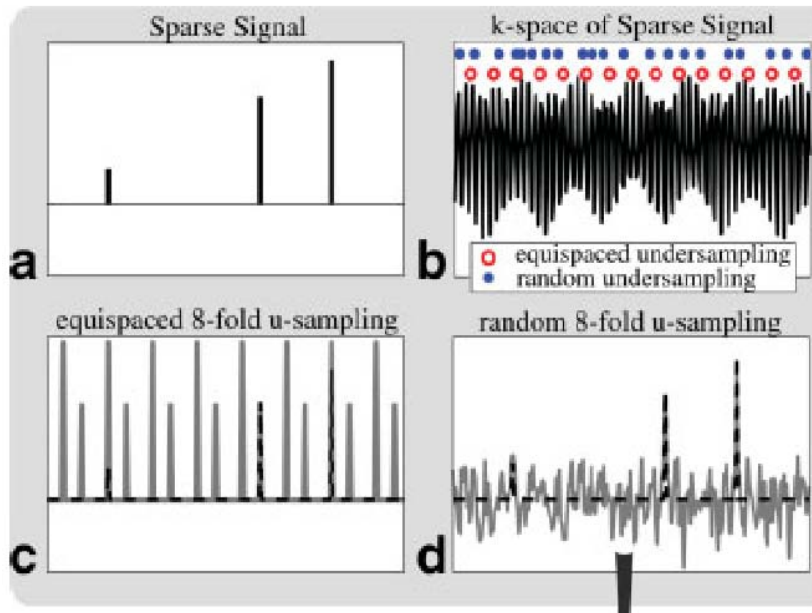 Sparse Signal
a
k-space of Sparse Signal
equispaced undersampling
random undersampling
b
equispaced 8-fold u-sampling
c
random 8-fold u-sampling
d